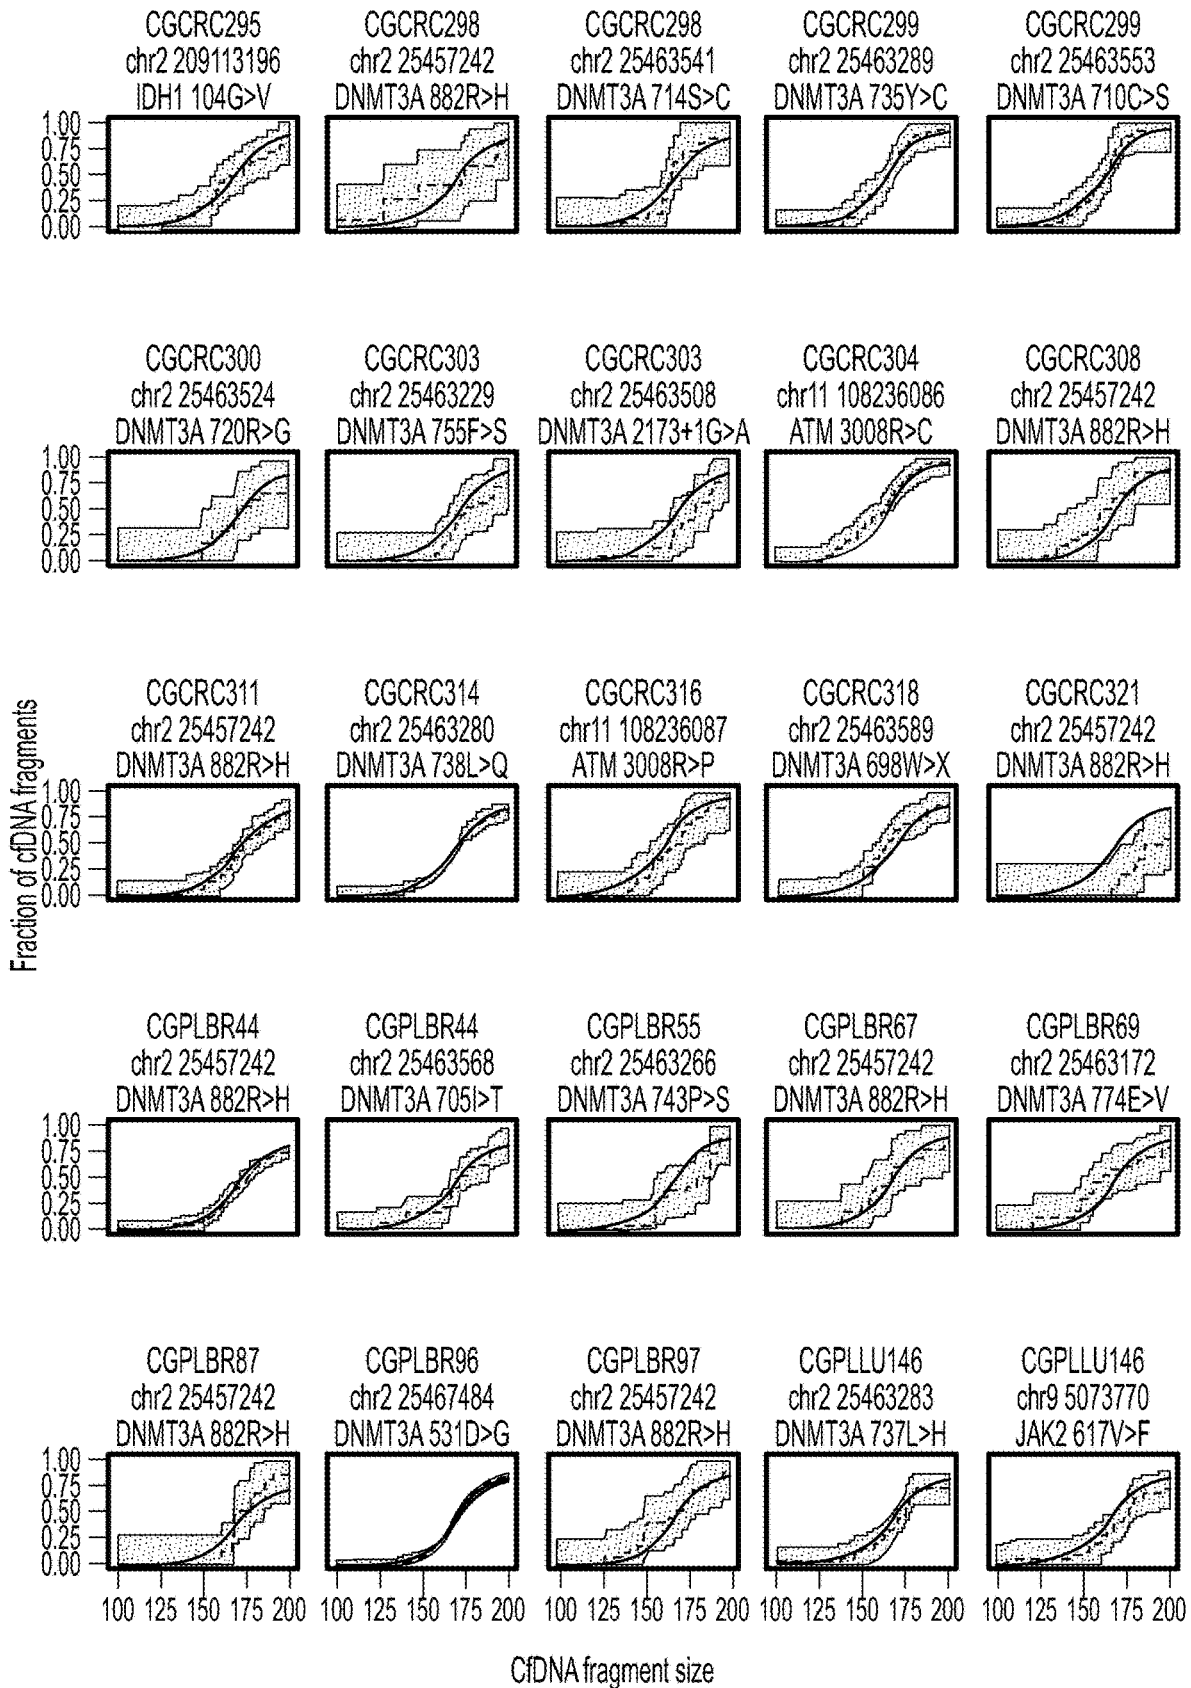 CGCRC295
chr2 209113196
IDH1 104G>V
CGCRC298
chr2 25457242
DNMT3A 882R>H
CGCRC298
chr2 25463541
DNMT3A 714S>C
CGCRC299
chr2 25463289
DNMT3A 735Y>C
CGCRC299
chr2 25463553
DNMT3A 710C>S
1.00
0.75
0.50
0.25
0.00
CGCRC300
chr2 25463524
DNMT3A 720R>G
CGCRC303
chr2 25463229
DNMT3A 755F>S
CGCRC303
chr2 25463508
DNMT3A 2173+1G>A
CGCRC304
chr11 108236086
ATM 3008R>C
CGCRC308
chr2 25457242
DNMT3A 882R>H
1.00
0.75
0.50
0.25
0.00
Fraction of cfDNA fragments
CGCRC311
chr2 25457242
DNMT3A 882R>H
CGCRC314
chr2 25463280
DNMT3A 738L>Q
CGCRC316
chr11 108236087
ATM 3008R>P
CGCRC318
chr2 25463589
DNMT3A 698W>X
CGCRC321
chr2 25457242
DNMT3A 882R>H
1.00
0.75
0.50
0.25
0.00
CGPLBR44
chr2 25457242
DNMT3A 882R>H
CGPLBR44
chr2 25463568
DNMT3A 705I>T
CGPLBR55
chr2 25463266
DNMT3A 743P>S
CGPLBR67
chr2 25457242
DNMT3A 882R>H
CGPLBR69
chr2 25463172
DNMT3A 774E>V
1.00
0.75
0.50
0.25
0.00
CGPLBR87
chr2 25457242
DNMT3A 882R>H
CGPLBR96
chr2 25467484
DNMT3A 531D>G
CGPLBR97
chr2 25457242
DNMT3A 882R>H
CGPLLU146
chr2 25463283
DNMT3A 737L>H
CGPLLU146
chr9 5073770
JAK2 617V>F
1.00
0.75
0.50
0.25
0.00
100 125 150 175 200
100 125 150 175 200
100 125 150 175 200
100 125 150 175 200
100 125 150 175 200
CfDNA fragment size